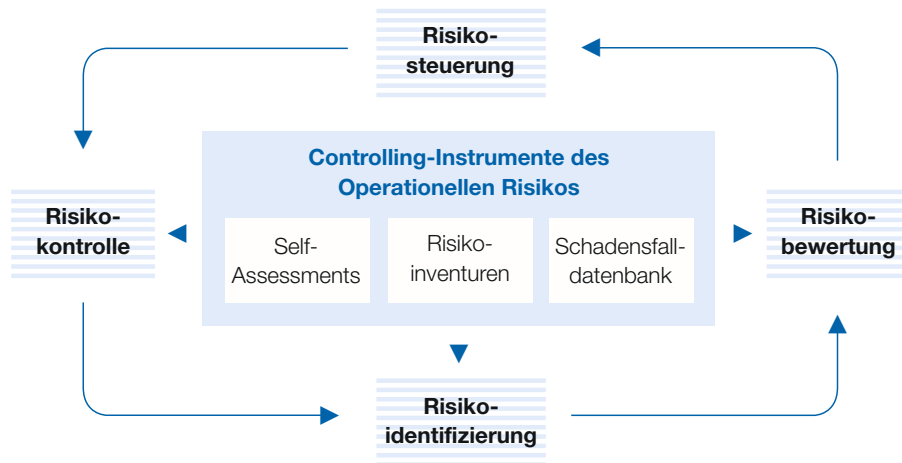 Risiko-
steuerung
Controlling-Instrumente des
Operationellen Risikos
Risiko-
kontrolle
Self-
Assessments
Risiko-
inventuren
Schadensfall-
datenbank
Risiko-
bewertung
Risiko-
identifizierung